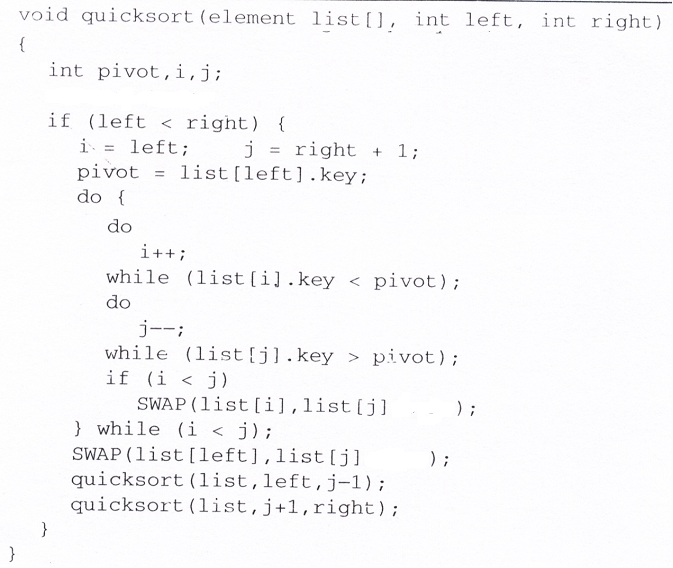 void quicksort(element list[], int left, int right)
{
int pivot,i,j;
if (left < right) {
i = left; j = right + 1;
pivot = list[left].key;
do {
do
i++;
while (list[i].key < pivot);
do
j--;
while (list[j].key > pivot);
if (i < j)
SWAP(list[i],list[j] );
} while (i < j);
SWAP(list[left],list[j] );
quicksort(list,left,j-1);
quicksort(list,j+1,right);
}
}